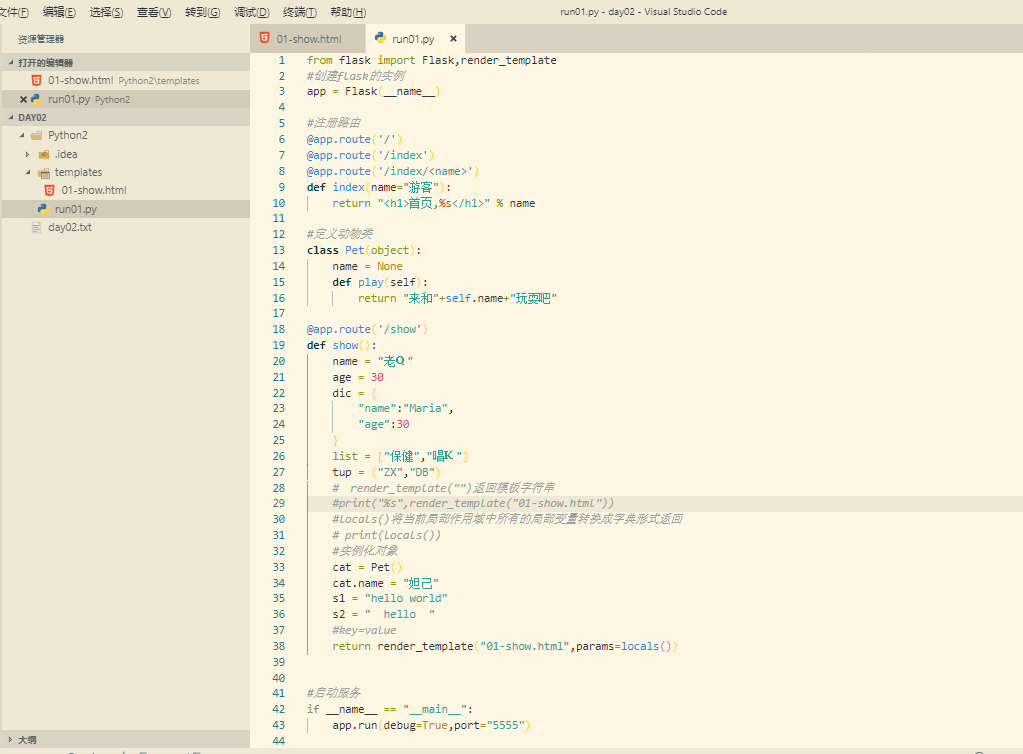 文件(F) 编辑(E) 选择(S) 查看(V) 转到(G) 调试(D) 终端(T) 帮助(H) run01.py - day02 - Visual Studio Code
资源管理器
打开的编辑器
01-show.html Python2\templates
run01.py Python2
DAY02
Python2
.idea
templates
01-show.html
run01.py
day02.txt
大纲
01-show.html run01.py
1 from flask import Flask,render_template
2 #创建flask的实例
3 app = Flask(__name__)
4
5 #注册路由
6 @app.route('/')
7 @app.route('/index')
8 @app.route('/index/<name>')
9 def index(name="游客"):
10     return "<h1>首页,%s</h1>" % name
11
12 #定义动物类
13 class Pet(object):
14     name = None
15     def play(self):
16         return "来和"+self.name+"玩耍吧"
17
18 @app.route('/show')
19 def show():
20     name = "老Q"
21     age = 30
22     dic = {
23         "name":"Maria",
24         "age":30
25     }
26     list = ["保健","唱K"]
27     tup = ("ZX","DB")
28     # render_template("")返回模板字符串
29     #print("%s",render_template("01-show.html"))
30     #locals()将当前局部作用域中所有的局部变量转换成字典形式返回
31     # print(locals())
32     #实例化对象
33     cat = Pet()
34     cat.name = "妲己"
35     s1 = "hello world"
36     s2 = "  hello  "
37     #key=value
38     return render_template("01-show.html",params=locals())
39
40
41 #启动服务
42 if __name__ == "__main__":
43     app.run(debug=True,port="5555")
44